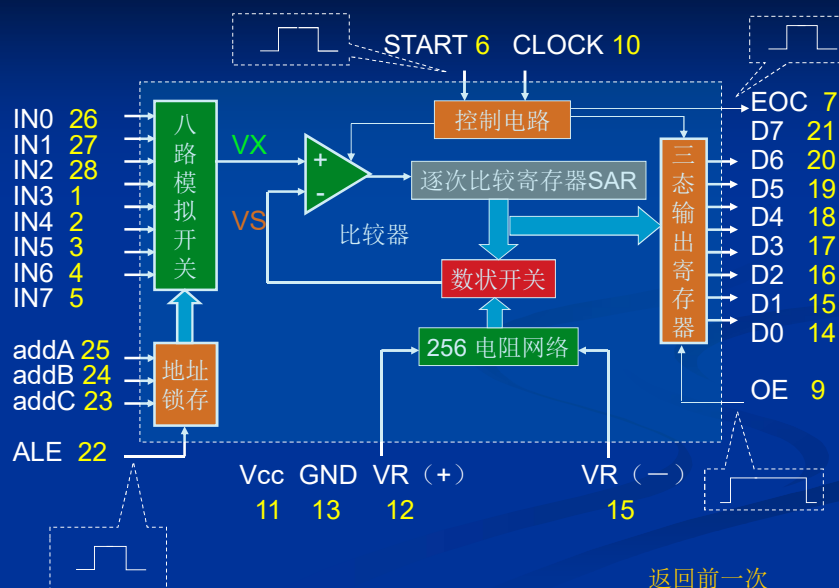 START 6 CLOCK 10
IN0 26
IN1 27
IN2 28
IN3 1
IN4 2
IN5 3
IN6 4
IN7 5
八路模拟开关
VX
VS
+
-
比较器
控制电路
逐次比较寄存器SAR
数状开关
256 电阻网络
三态输出寄存器
EOC 7
D7 21
D6 20
D5 19
D4 18
D3 17
D2 16
D1 15
D0 14
OE 9
addA 25
addB 24
addC 23
地址锁存
ALE 22
Vcc GND VR（+） VR（—）
11 13 12 15
返回前一次